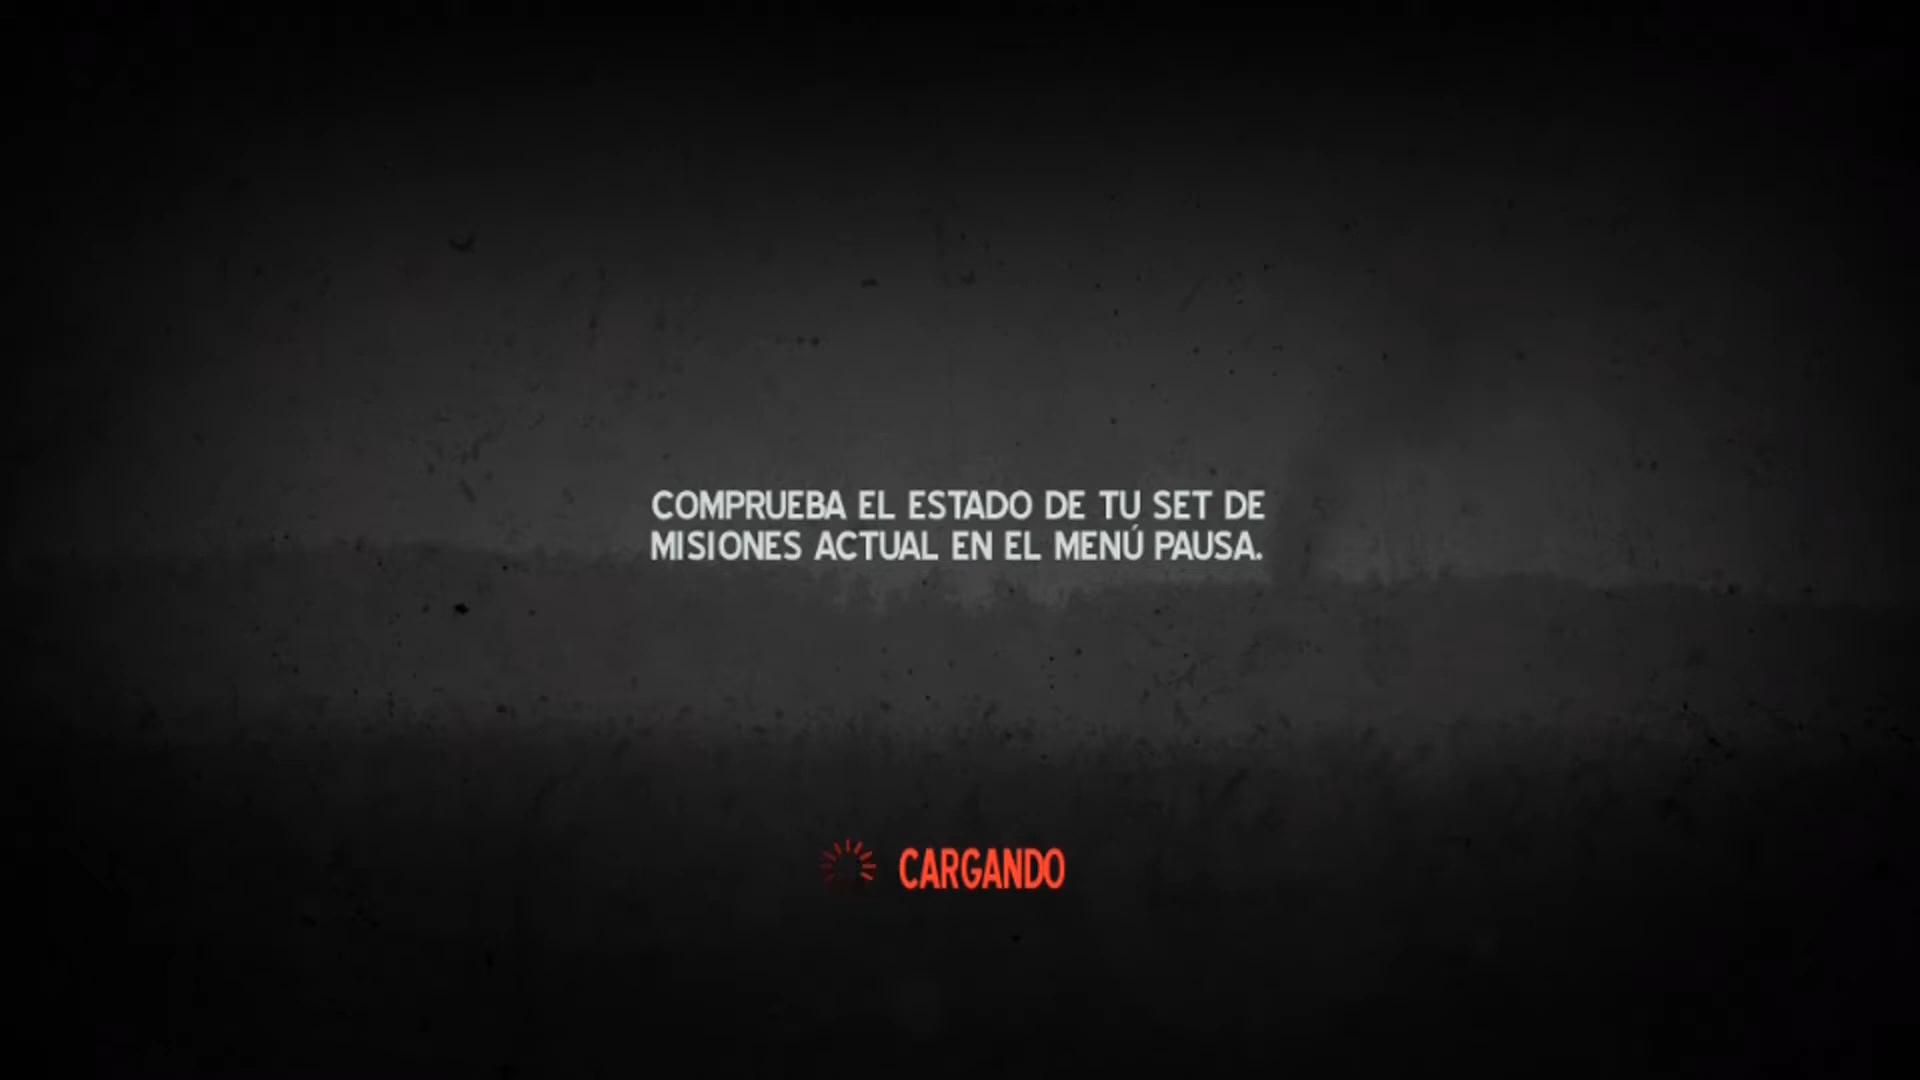 COMPRUEBA EL ESTADO DE TU SET DE
MISIONES ACTUAL EN EL MENÚ PAUSA.
CARGANDO